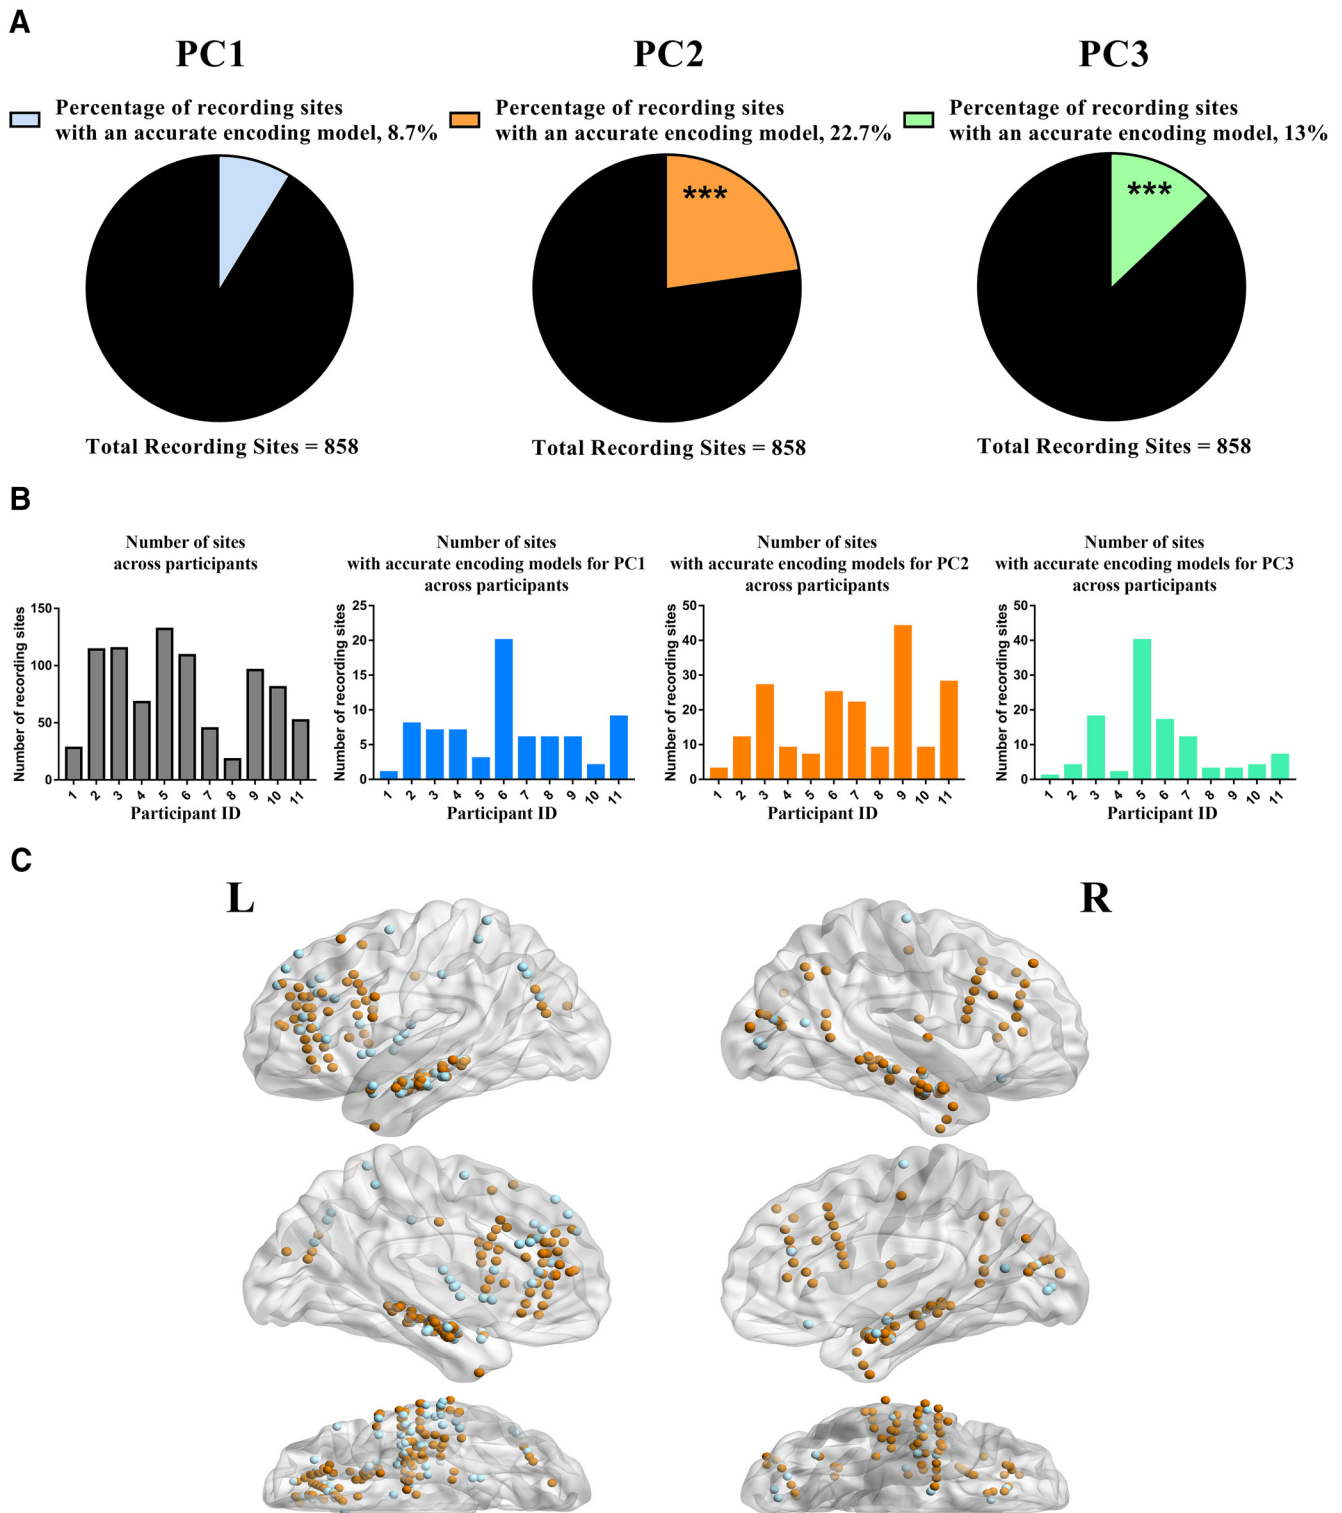 A
PC1
PC2
PC3
Percentage of recording sites
with an accurate encoding model, 8.7%
Percentage of recording sites
with an accurate encoding model, 22.7%
Percentage of recording sites
with an accurate encoding model, 13%
***
***
Total Recording Sites = 858
Total Recording Sites = 858
Total Recording Sites = 858
B
Number of sites
across participants
Number of recording sites
150
100
50
0
1 2 3 4 5 6 7 8 9 10 11
Participant ID
Number of sites
with accurate encoding models for PC1
across participants
Number of recording sites
25
20
15
10
5
0
1 2 3 4 5 6 7 8 9 10 11
Participant ID
Number of sites
with accurate encoding models for PC2
across participants
Number of recording sites
50
40
30
20
10
0
1 2 3 4 5 6 7 8 9 10 11
Participant ID
Number of sites
with accurate encoding models for PC3
across participants
Number of recording sites
50
40
30
20
10
0
1 2 3 4 5 6 7 8 9 10 11
Participant ID
C
L
R